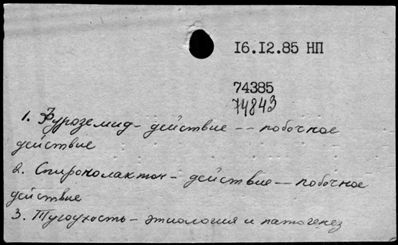 16.12.85 НП
74385
74843
1. Фуроземид - действие -- побочное
действие
2. Спиронолактон - действие -- побочное
действие
3. Тугоухость - этиология и патогенез